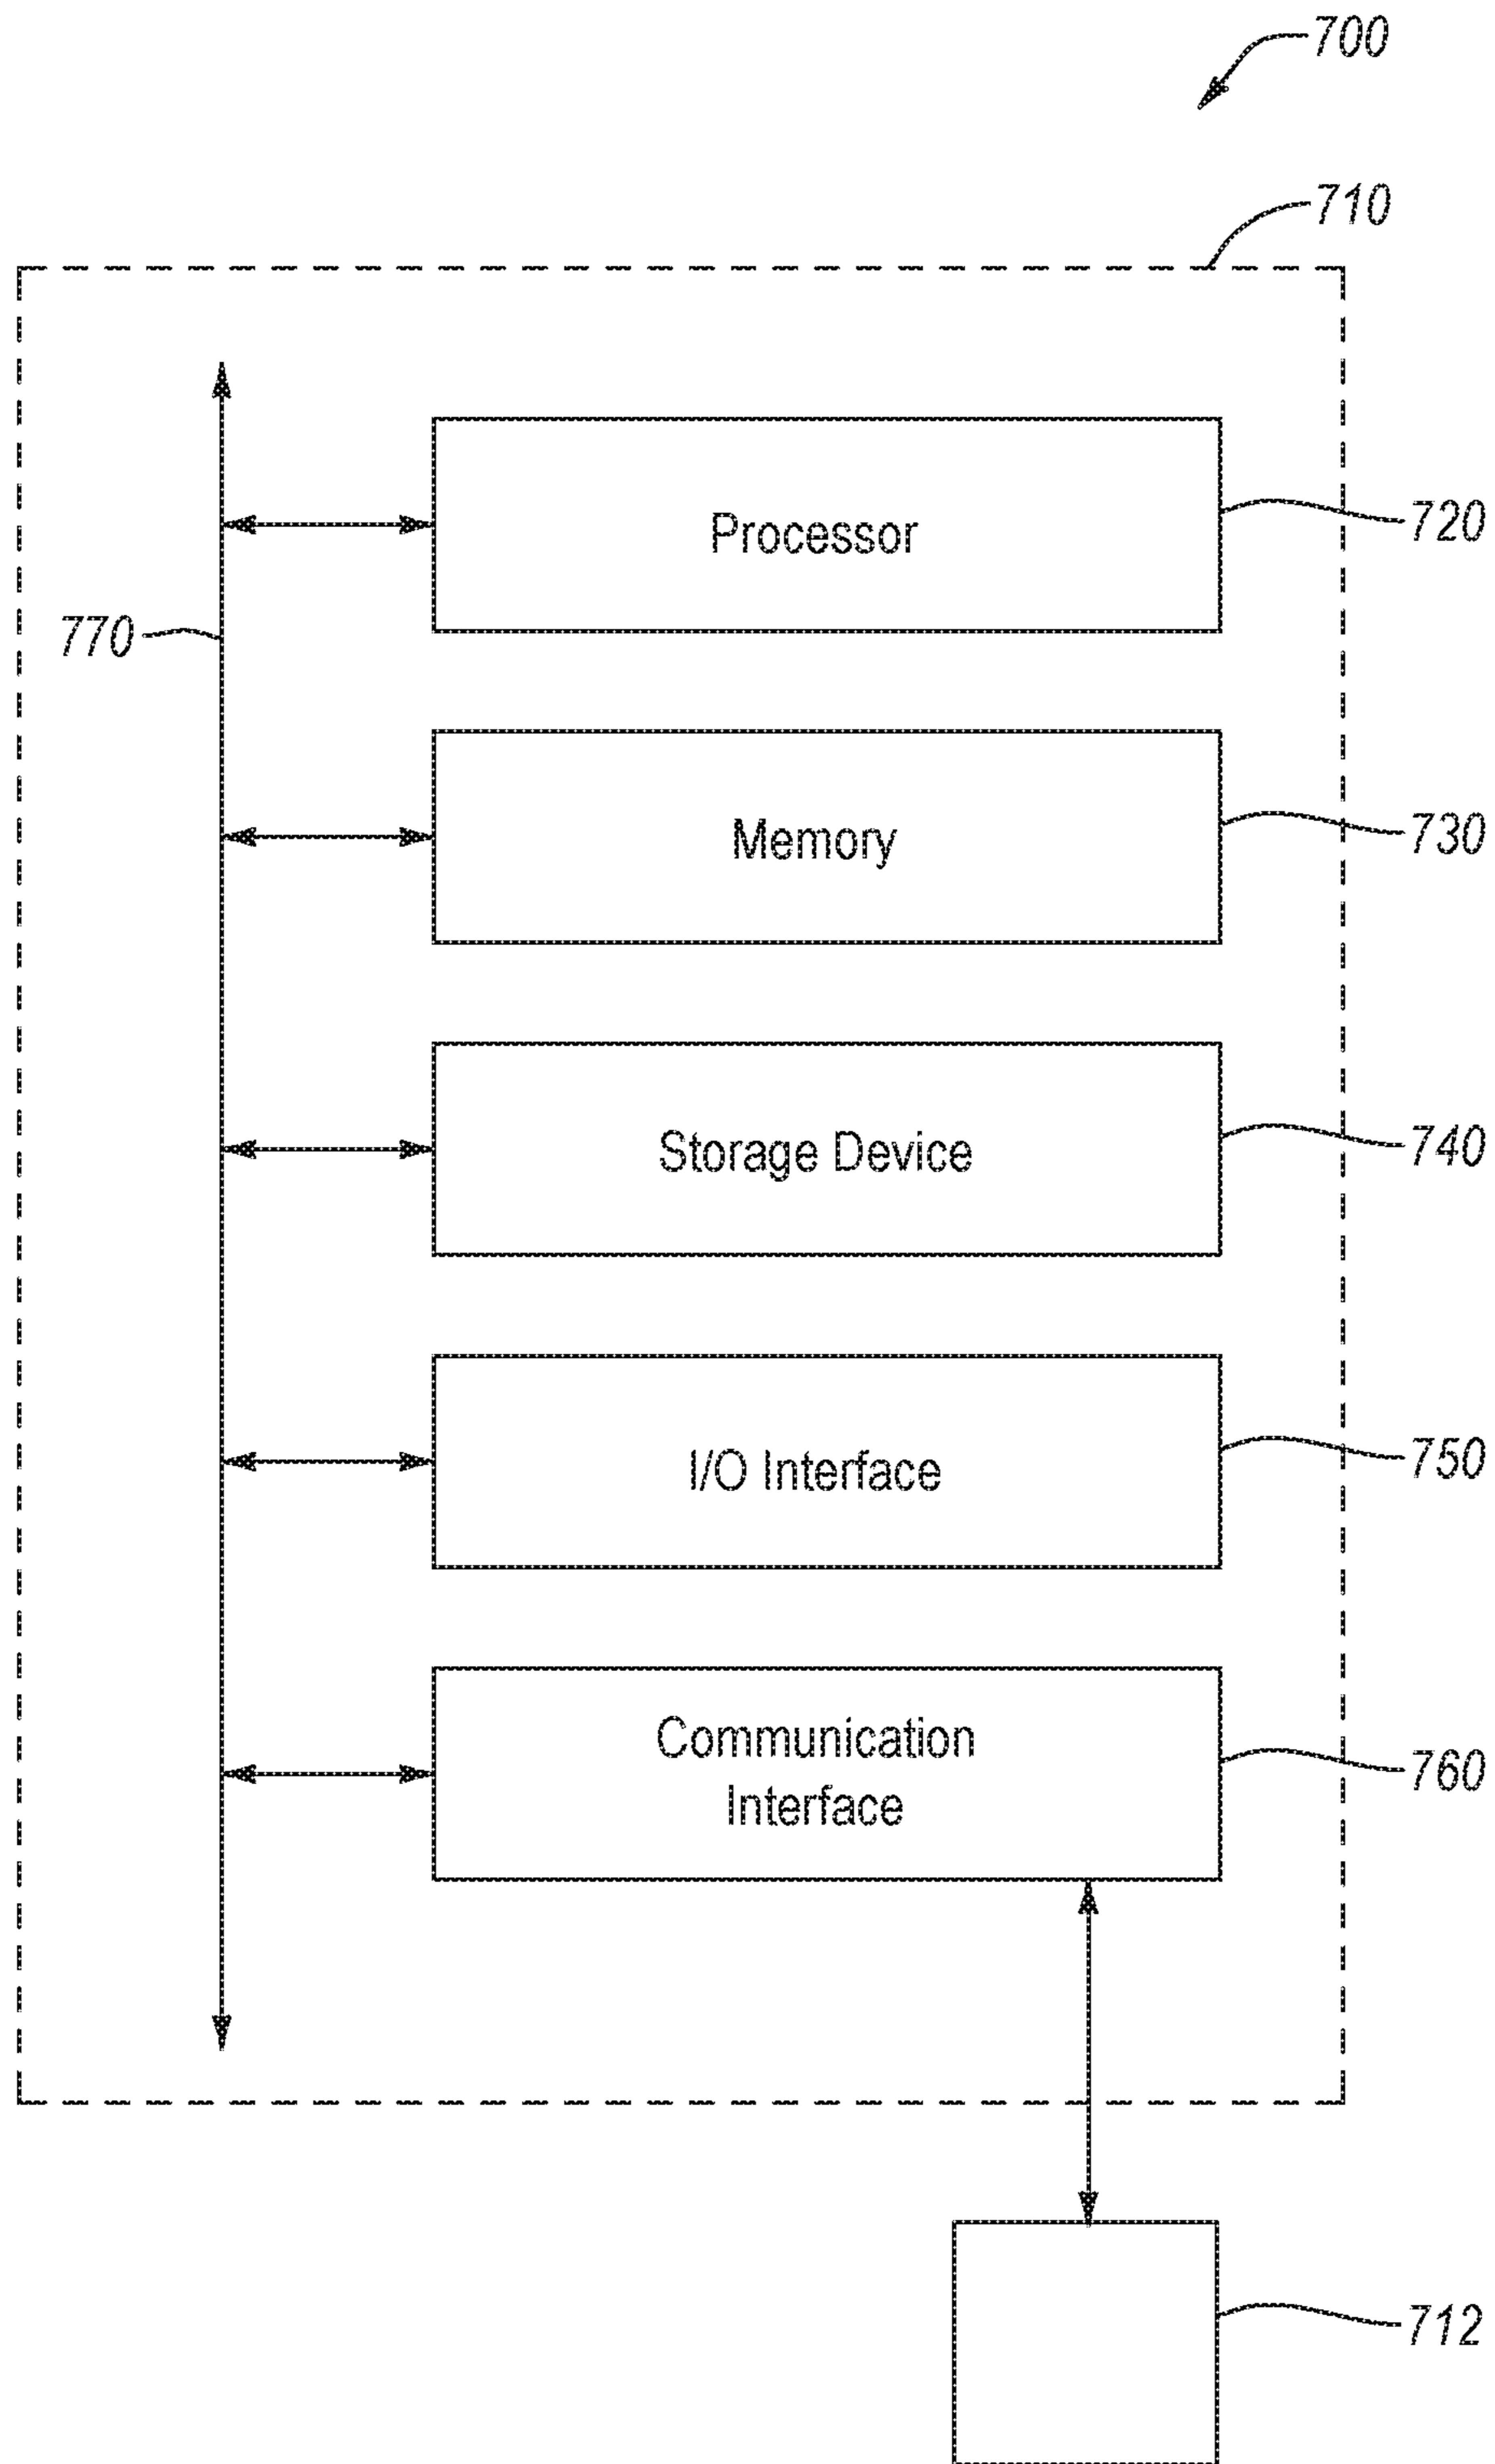 700
710
Processor
720
770
Memory
730
Storage Device
740
I/O Interface
750
Communication
Interface
760
712